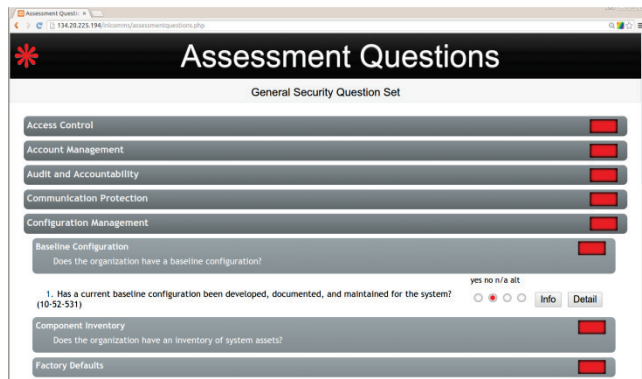 Assessment Questi
134.20.225.194/inlcomms/assessmentquestions.php
Assessment Questions
General Security Question Set
Access Control
Account Management
Audit and Accountability
Communication Protection
Configuration Management
Baseline Configuration
Does the organization have a baseline configuration?
yes no n/a alt
1. Has a current baseline configuration been developed, documented, and maintained for the system?
(10-52-531)
Info Detail
Component Inventory
Does the organization have an inventory of system assets?
Factory Defaults